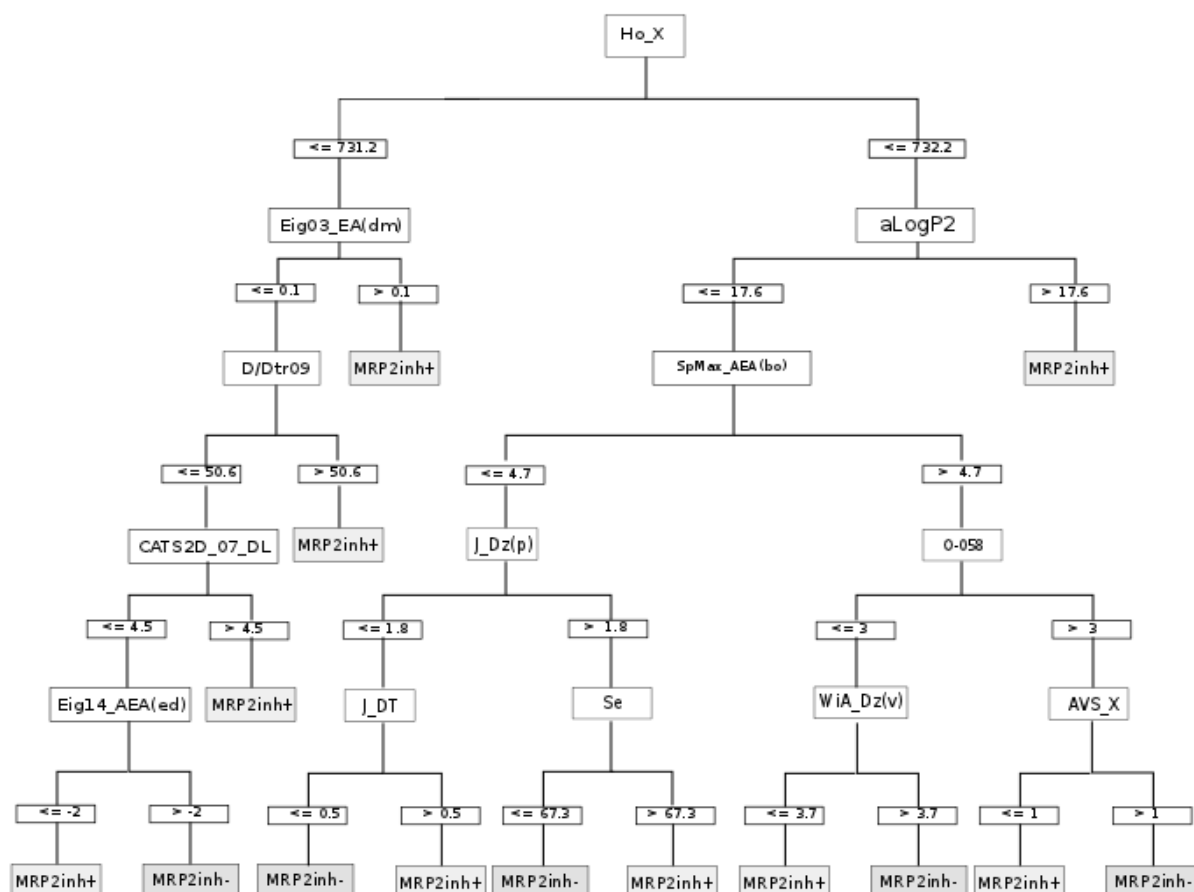 Ho_X
<= 731.2
<= 732.2
Eig03_EA(dm)
aLogP2
<= 0.1
> 0.1
<= 17.6
> 17.6
D/Dtr09
MRP2inh+
SpMax_AEA(bo)
MRP2inh+
<= 50.6
> 50.6
<= 4.7
> 4.7
CATS2D_07_DL
MRP2inh+
J_Dz(p)
O-058
<= 4.5
> 4.5
<= 1.8
> 1.8
<= 3
> 3
Eig14_AEA(ed)
MRP2inh+
J_DT
Se
WiA_Dz(v)
AVS_X
<= -2
> -2
<= 0.5
> 0.5
<= 67.3
> 67.3
<= 3.7
> 3.7
<= 1
> 1
MRP2inh+
MRP2inh-
MRP2inh-
MRP2inh+
MRP2inh-
MRP2inh+
MRP2inh+
MRP2inh-
MRP2inh+
MRP2inh-